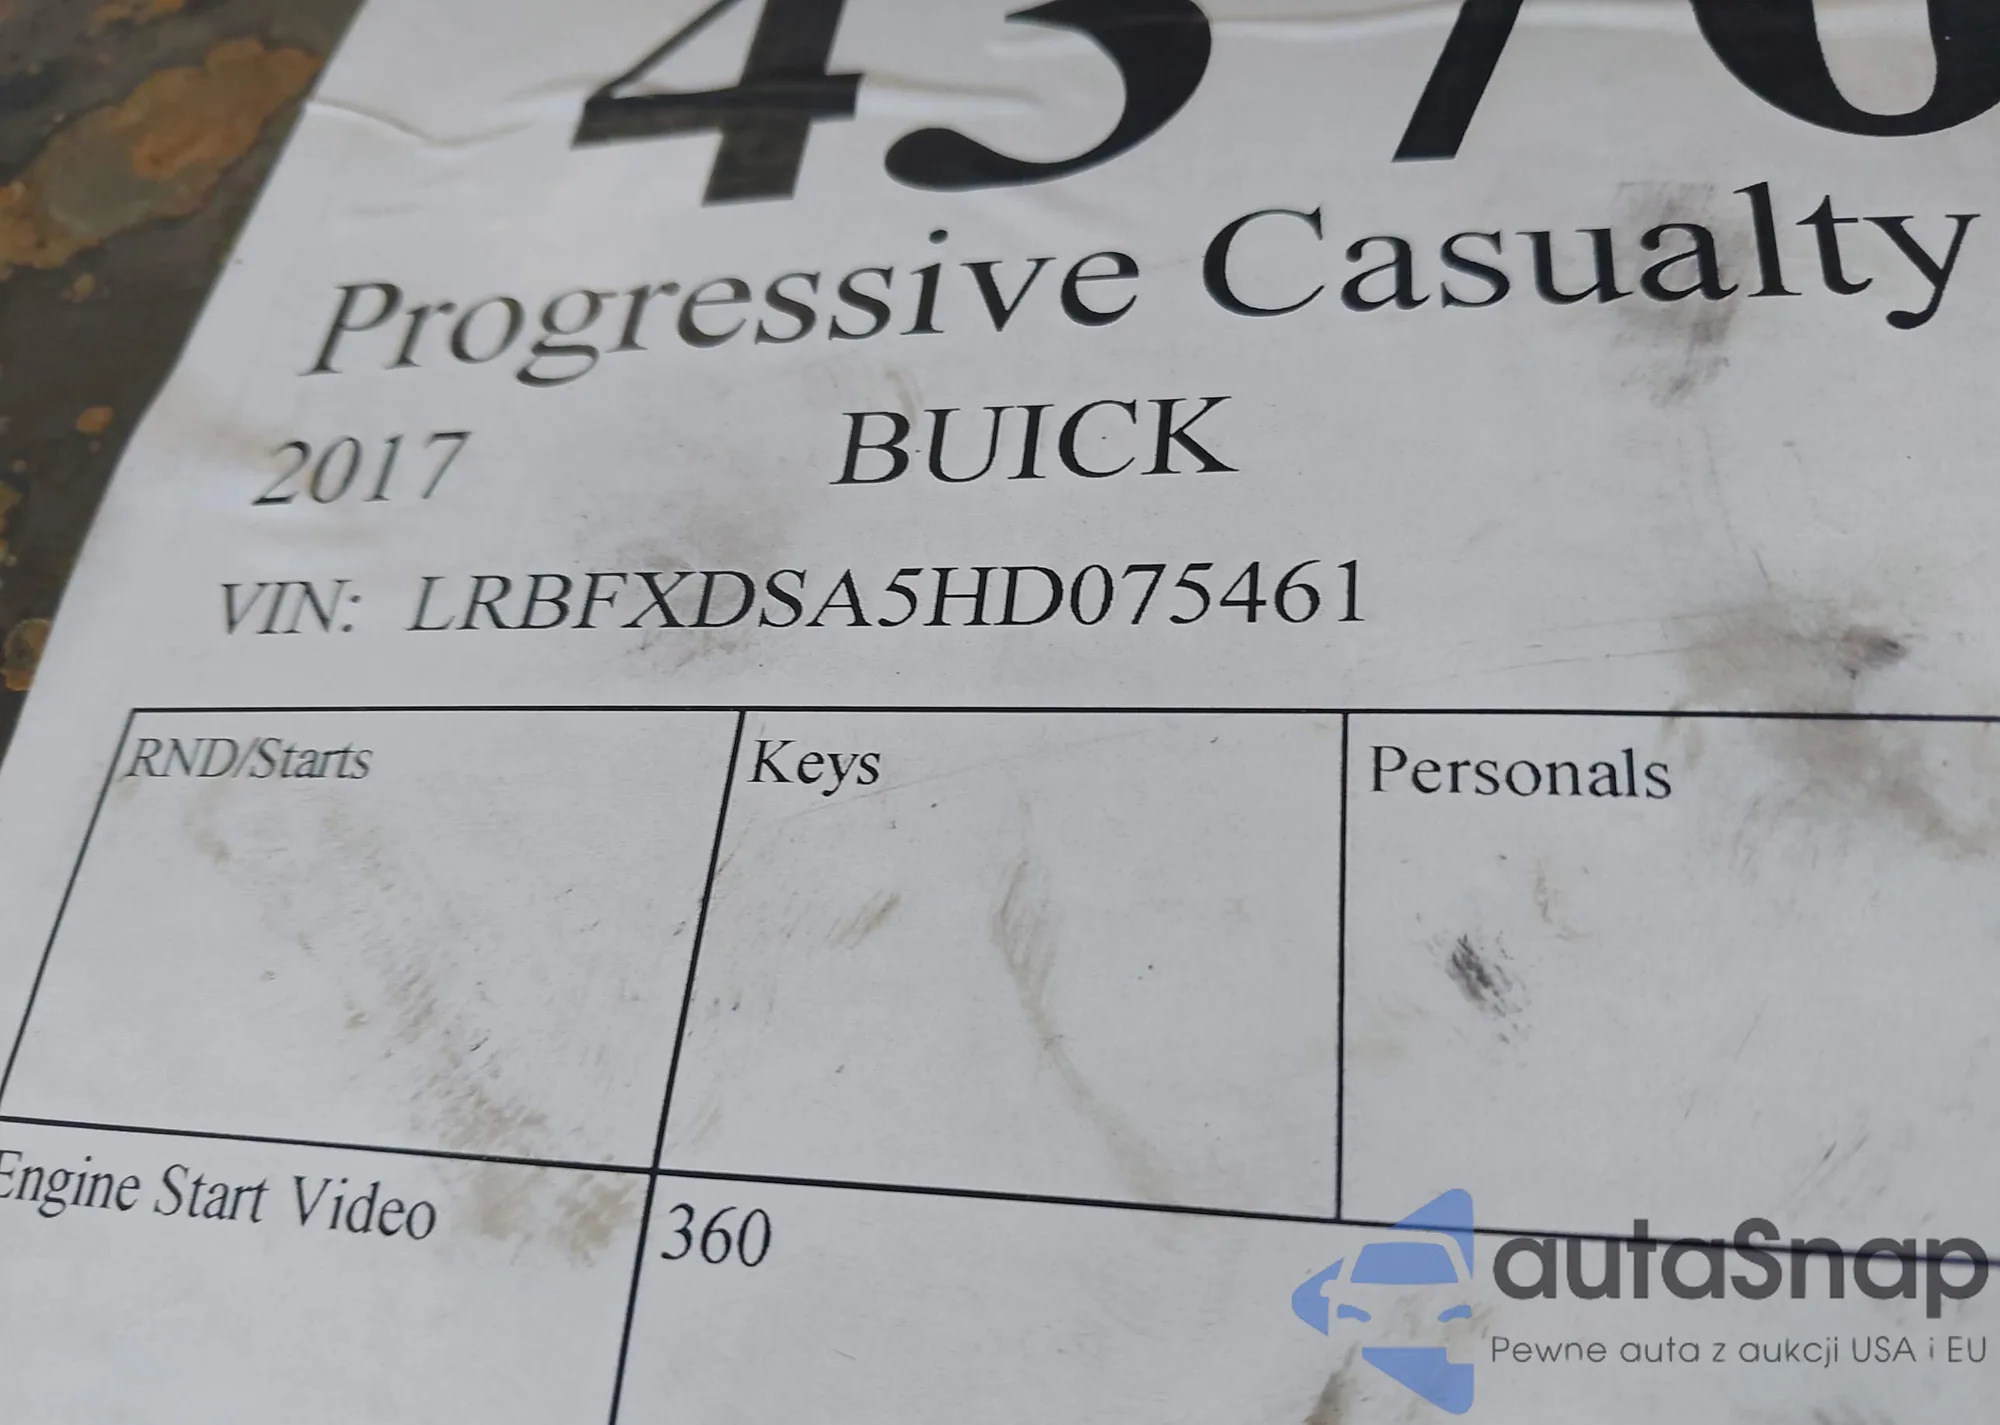 Progressive Casualty
2017 BUICK
VIN: LRBFXDSA5HD075461
RND/Starts Keys Personals
Engine Start Video 360
autaSnap
Pewne auta z aukcji USA i EU